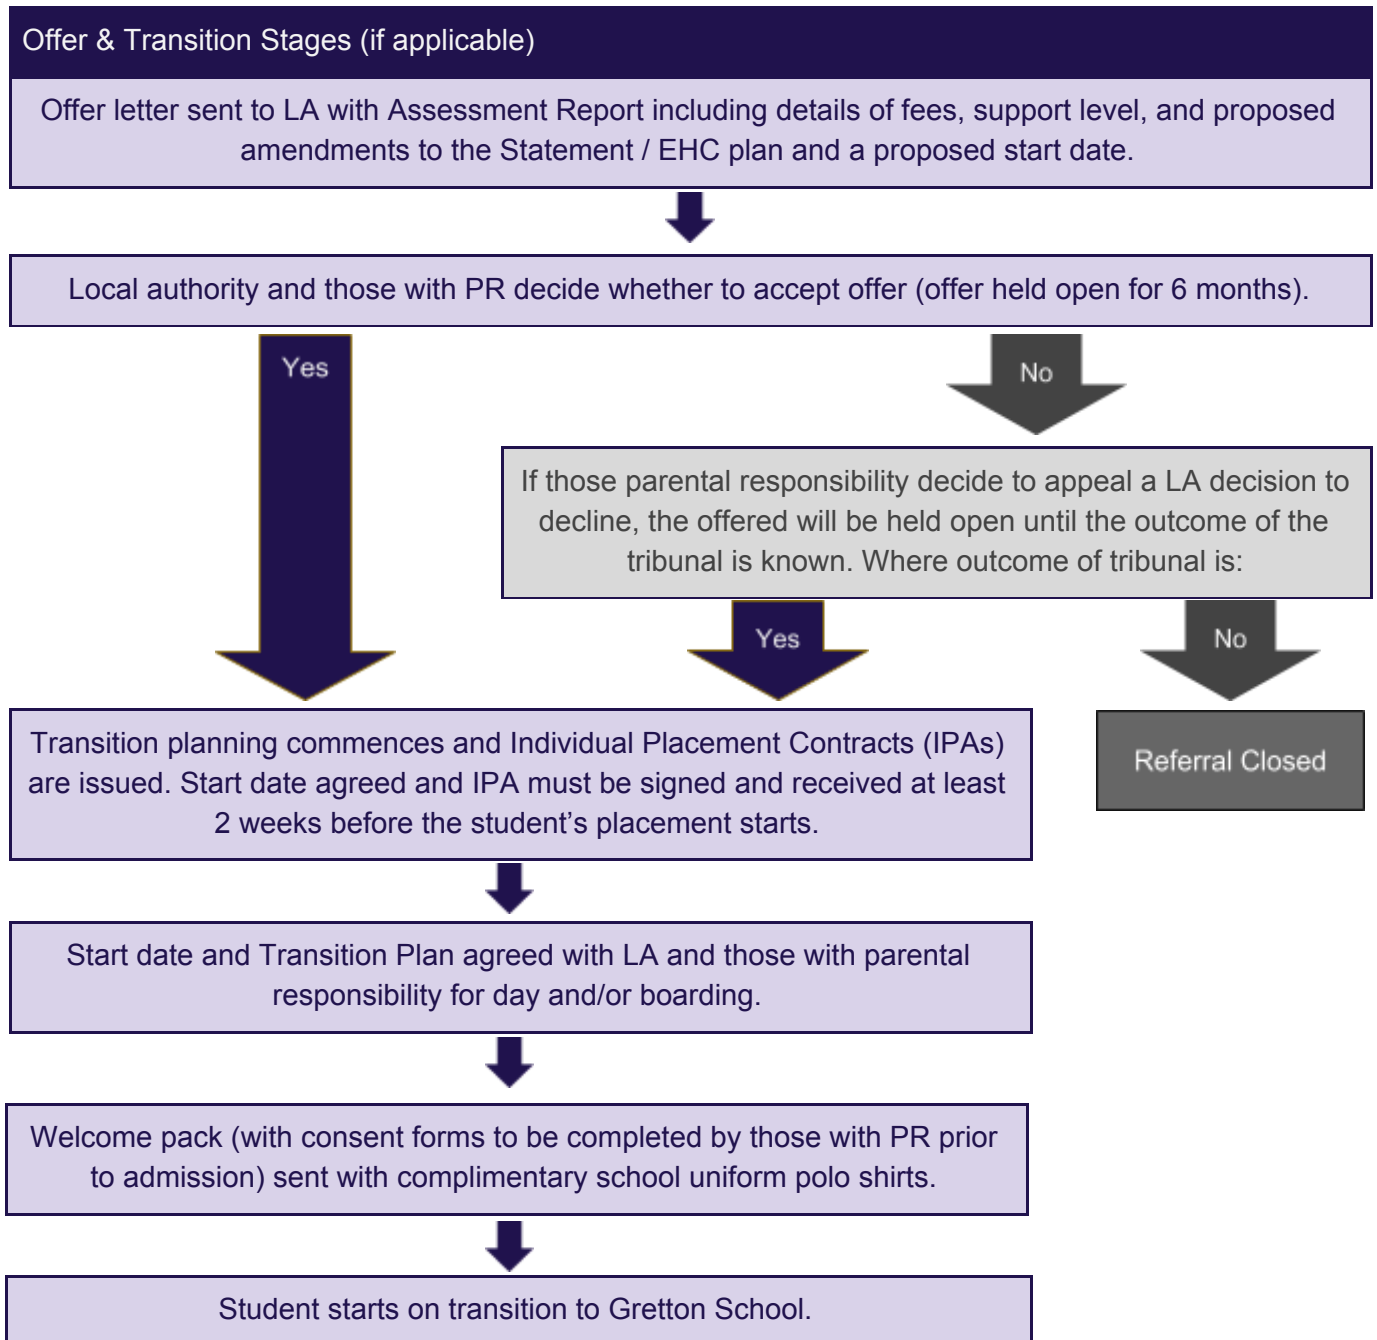 Offer & Transition Stages (if applicable)
Offer letter sent to LA with Assessment Report including details of fees, support level, and proposed
amendments to the Statement / EHC plan and a proposed start date.
Local authority and those with PR decide whether to accept offer (offer held open for 6 months).
Yes
No
If those parental responsibility decide to appeal a LA decision to
decline, the offered will be held open until the outcome of the
tribunal is known. Where outcome of tribunal is:
Yes
No
Transition planning commences and Individual Placement Contracts (IPAs)
are issued. Start date agreed and IPA must be signed and received at least
2 weeks before the student’s placement starts.
Referral Closed
Start date and Transition Plan agreed with LA and those with parental
responsibility for day and/or boarding.
Welcome pack (with consent forms to be completed by those with PR prior
to admission) sent with complimentary school uniform polo shirts.
Student starts on transition to Gretton School.